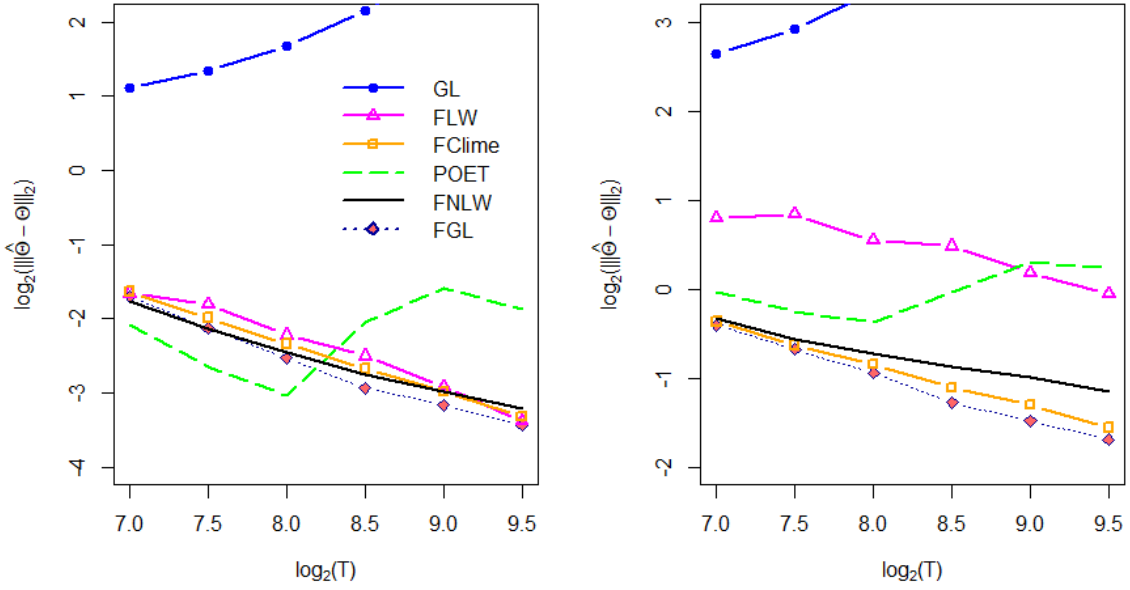 log₂(|||Θ̂ − Θ|||₂)
2
1
0
-1
-2
-3
-4
GL
FLW
FClime
POET
FNLW
FGL
7.0 7.5 8.0 8.5 9.0 9.5
log₂(T)
log₂(|||Θ̂ − Θ|||₂)
3
2
1
0
-1
-2
7.0 7.5 8.0 8.5 9.0 9.5
log₂(T)